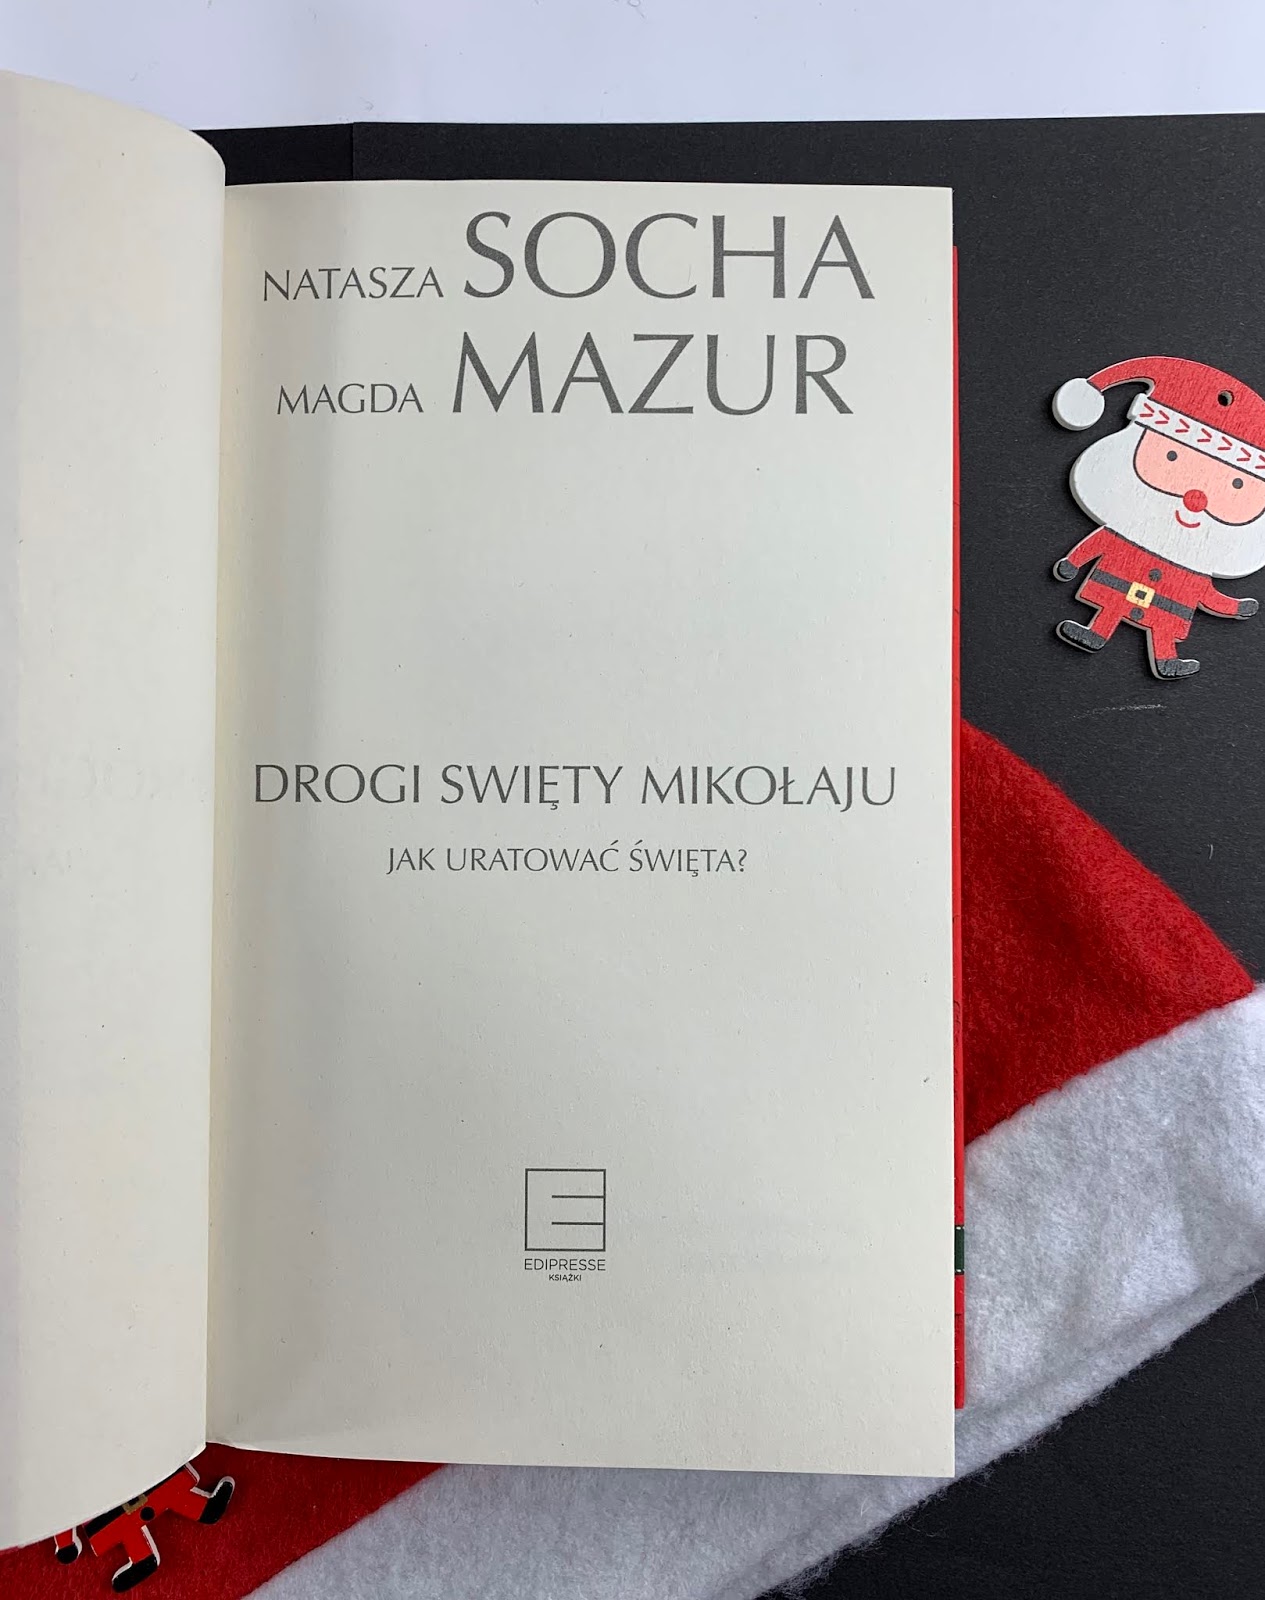 NATASZA SOCHA
MAGDA MAZUR
DROGI SWIĘTY MIKOŁAJU
JAK URATOWAĆ ŚWIĘTA?
EDIPRESSE
KSIĄŻKI